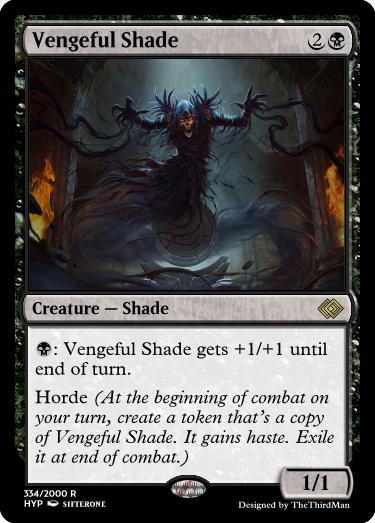 Vengeful Shade 2
Creature — Shade
: Vengeful Shade gets +1/+1 until
end of turn.
Horde (At the beginning of combat on
your turn, create a token that's a copy
of Vengeful Shade. It gains haste. Exile
it at end of combat.)
1/1
334/2000 R
HYP SIFTERONE
Designed by TheThirdMan